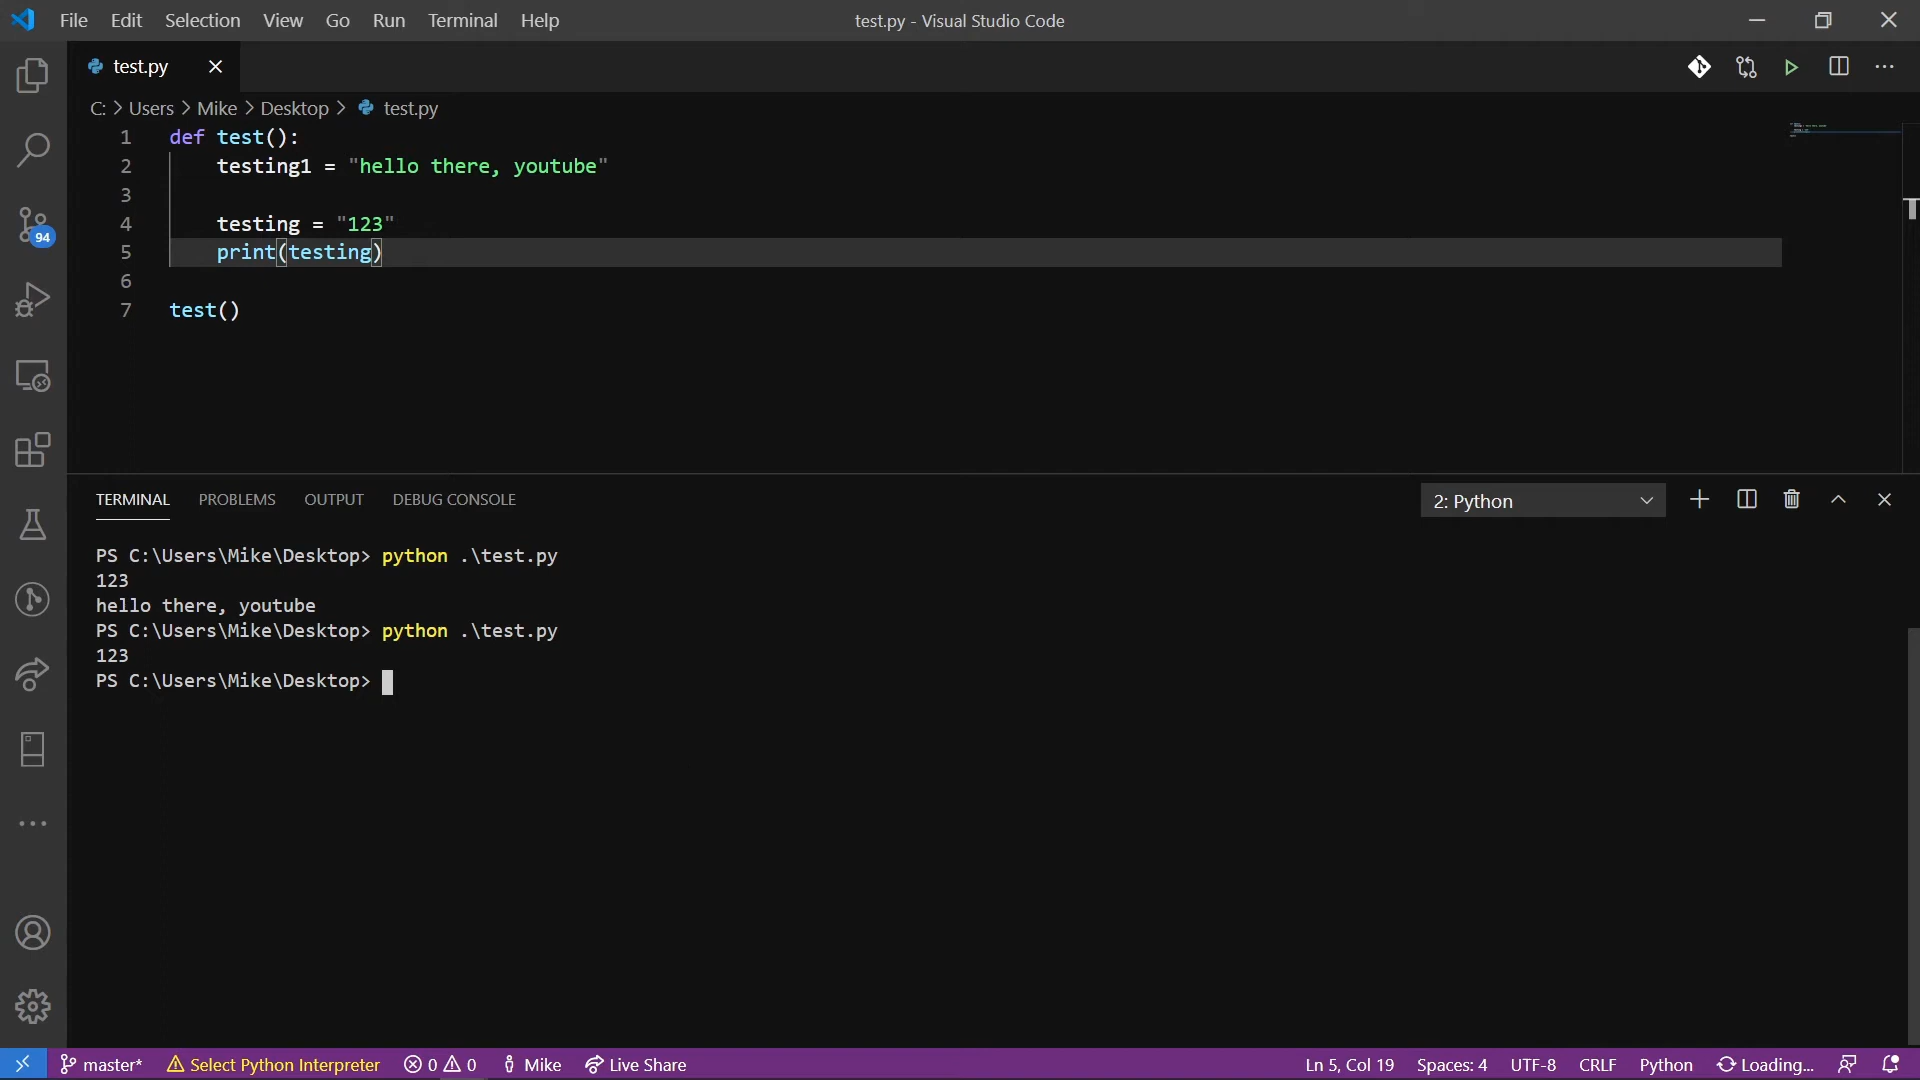 File Edit Selection View Go Run Terminal Help
test.py - Visual Studio Code
test.py
C: > Users > Mike > Desktop > test.py
1 def test():
2     testing1 = "hello there, youtube"
3
4     testing = "123"
5     print(testing)
6
7 test()
94
TERMINAL PROBLEMS OUTPUT DEBUG CONSOLE
2: Python
PS C:\Users\Mike\Desktop> python .\test.py
123
hello there, youtube
PS C:\Users\Mike\Desktop> python .\test.py
123
PS C:\Users\Mike\Desktop>
master* Select Python Interpreter 0 0 Mike Live Share Ln 5, Col 19 Spaces: 4 UTF-8 CRLF Python Loading...